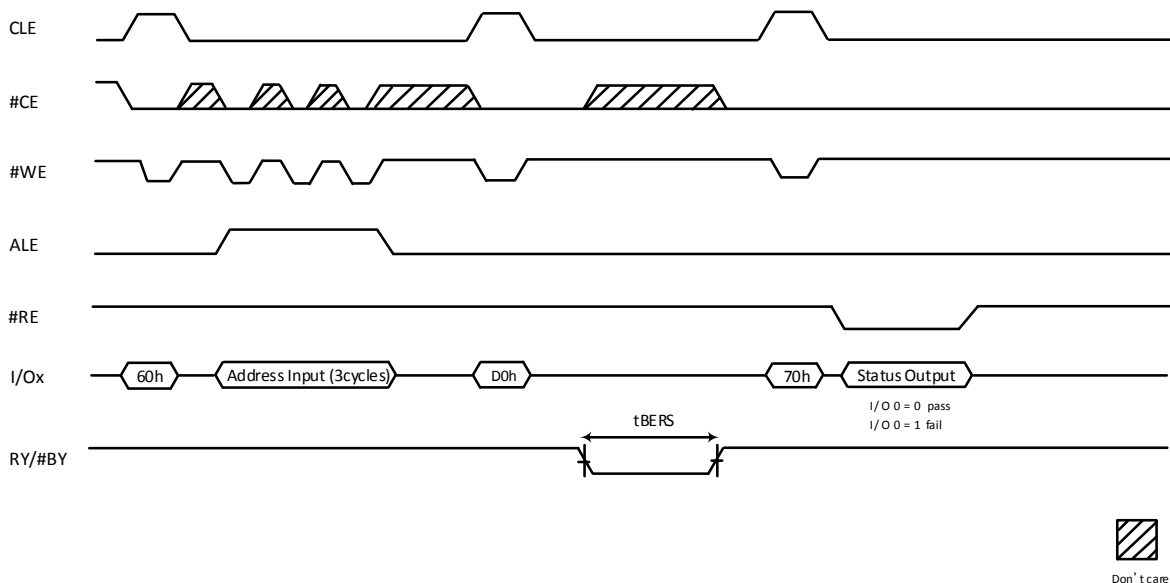 CLE
#CE
#WE
ALE
#RE
I/Ox
60h
Address Input (3cycles)
D0h
70h
Status Output
I/O 0 = 0 pass
I/O 0 = 1 fail
tBERS
RY/#BY
Don't care